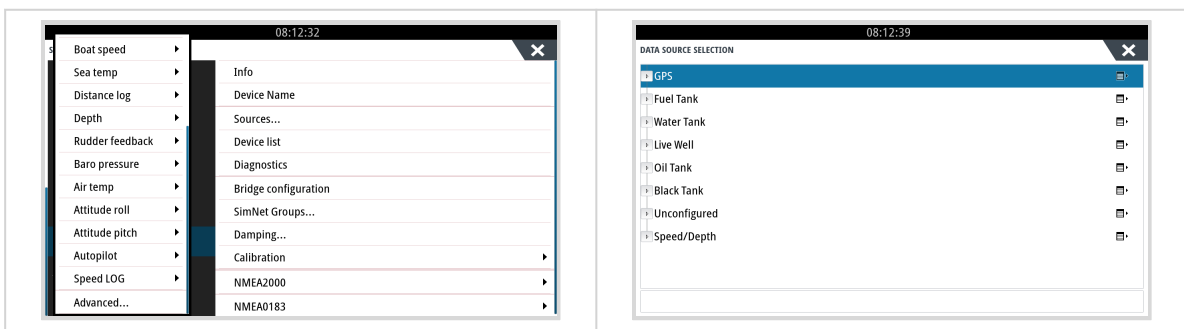 08:12:32
S
Boat speed
Sea temp
Distance log
Depth
Rudder feedback
Baro pressure
Air temp
Attitude roll
Attitude pitch
Autopilot
Speed LOG
Advanced...
Info
Device Name
Sources...
Device list
Diagnostics
Bridge configuration
SimNet Groups...
Damping...
Calibration
NMEA2000
NMEA0183
08:12:39
DATA SOURCE SELECTION
GPS
Fuel Tank
Water Tank
Live Well
Oil Tank
Black Tank
Unconfigured
Speed/Depth